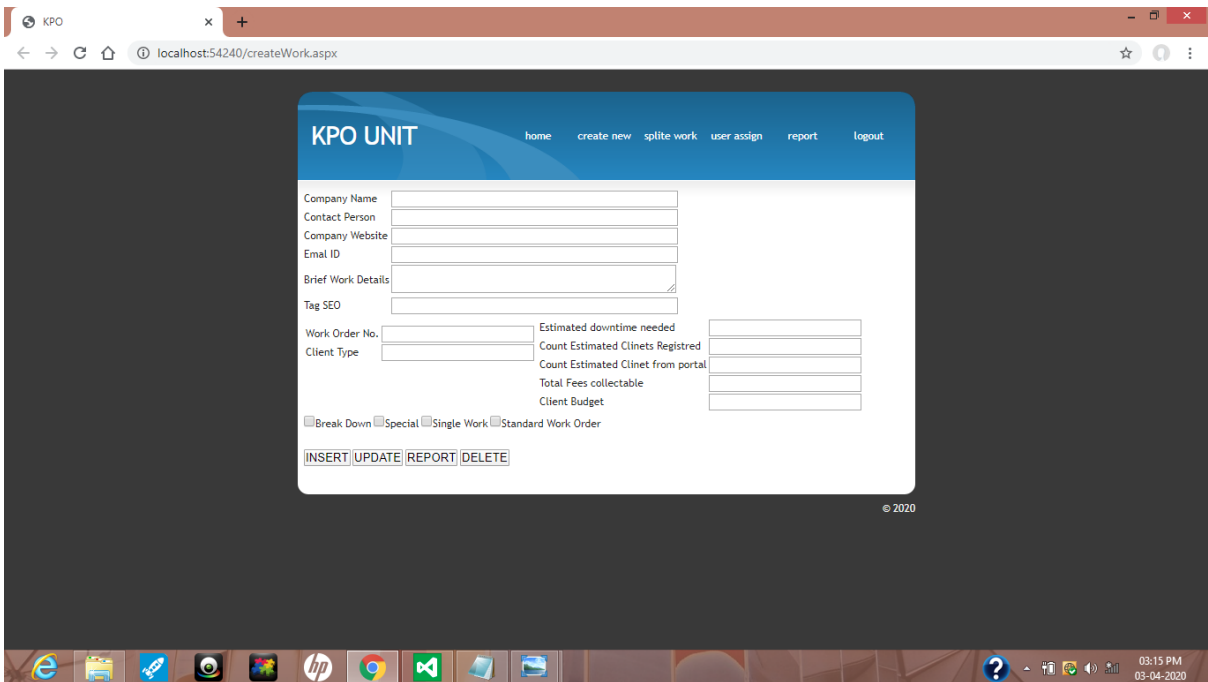 KPO
localhost:54240/createWork.aspx
KPO UNIT
home create new splite work user assign report logout
Company Name
Contact Person
Company Website
Emal ID
Brief Work Details
Tag SEO
Work Order No.
Client Type
Estimated downtime needed
Count Estimated Clinets Registred
Count Estimated Clinet from portal
Total Fees collectable
Client Budget
Break Down Special Single Work Standard Work Order
INSERT UPDATE REPORT DELETE
© 2020
hp
03:15 PM
03-04-2020